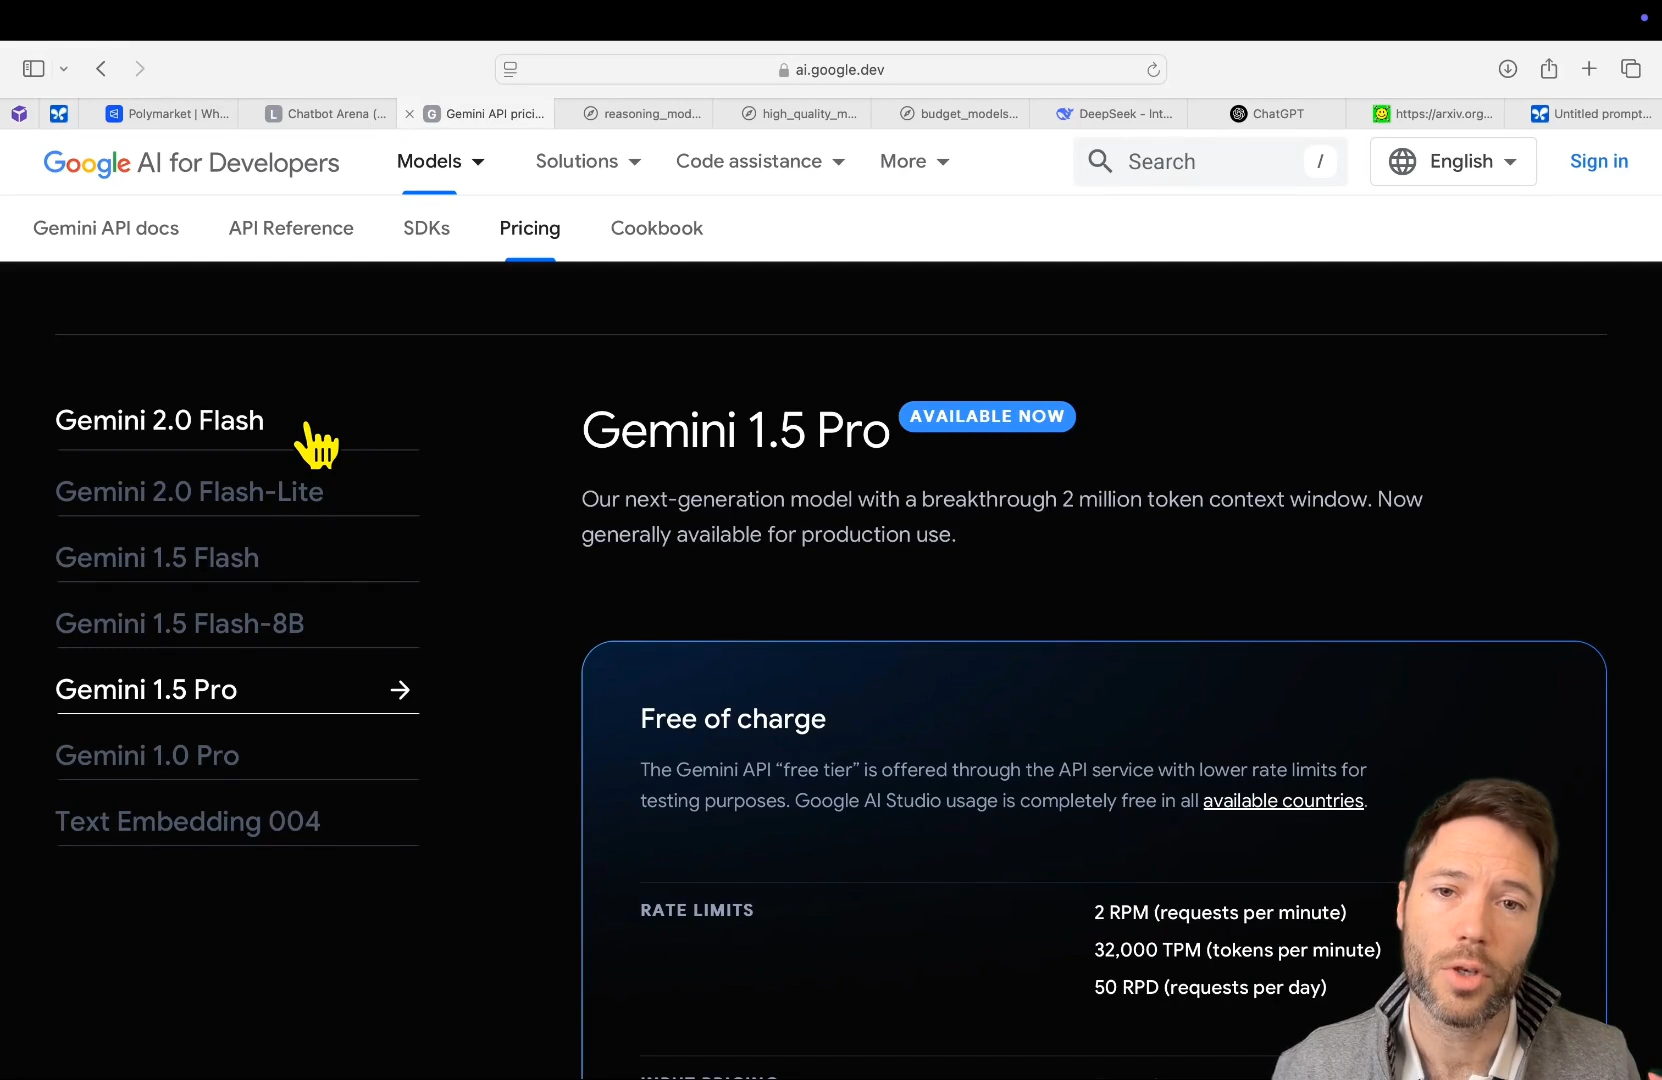 ai.google.dev
Polymarket | Wh...
Chatbot Arena (...
G
Gemini API prici...
reasoning_mod...
high_quality_m...
budget_models...
DeepSeek - Int...
ChatGPT
https://arxiv.org...
Untitled prompt...
Google AI for Developers
Models
Solutions
Code assistance
More
Search
/
English
Sign in
Gemini API docs
API Reference
SDKs
Pricing
Cookbook
Gemini 2.0 Flash
Gemini 2.0 Flash-Lite
Gemini 1.5 Flash
Gemini 1.5 Flash-8B
Gemini 1.5 Pro
Gemini 1.0 Pro
Text Embedding 004
Gemini 1.5 Pro
AVAILABLE NOW
Our next-generation model with a breakthrough 2 million token context window. Now
generally available for production use.
Free of charge
The Gemini API “free tier” is offered through the API service with lower rate limits for
testing purposes. Google AI Studio usage is completely free in all available countries.
RATE LIMITS
2 RPM (requests per minute)
32,000 TPM (tokens per minute)
50 RPD (requests per day)